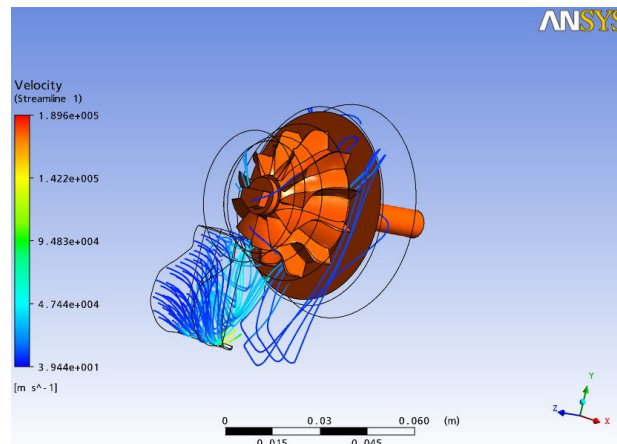 ANSYS
Velocity
(Streamline 1)
1.896e+005
1.422e+005
9.483e+004
4.744e+004
3.944e+001
[m s^-1]
0 0.03 0.060 (m)
0.015 0.045
Y
Z X